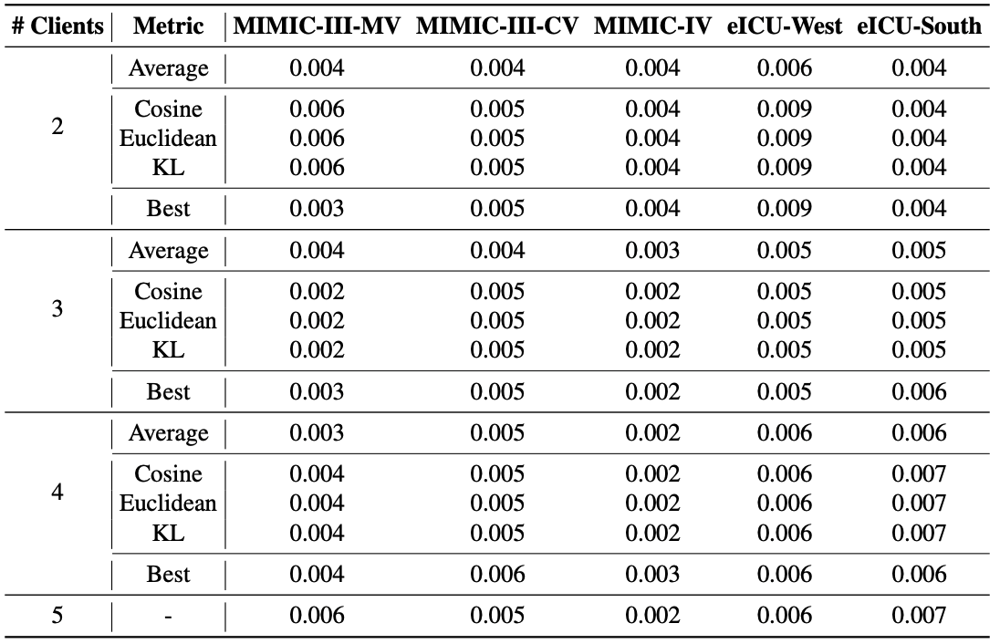 # Clients Metric MIMIC-III-MV MIMIC-III-CV MIMIC-IV eICU-West eICU-South
Average 0.004 0.004 0.004 0.006 0.004
Cosine 0.006 0.005 0.004 0.009 0.004
2
Euclidean 0.006 0.005 0.004 0.009 0.004
KL 0.006 0.005 0.004 0.009 0.004
Best 0.003 0.005 0.004 0.009 0.004
Average 0.004 0.004 0.003 0.005 0.005
Cosine 0.002 0.005 0.002 0.005 0.005
3
Euclidean 0.002 0.005 0.002 0.005 0.005
KL 0.002 0.005 0.002 0.005 0.005
Best 0.003 0.005 0.002 0.005 0.006
Average 0.003 0.005 0.002 0.006 0.006
Cosine 0.004 0.005 0.002 0.006 0.007
4
Euclidean 0.004 0.005 0.002 0.006 0.007
KL 0.004 0.005 0.002 0.006 0.007
Best 0.004 0.006 0.003 0.006 0.006
5 - 0.006 0.005 0.002 0.006 0.007